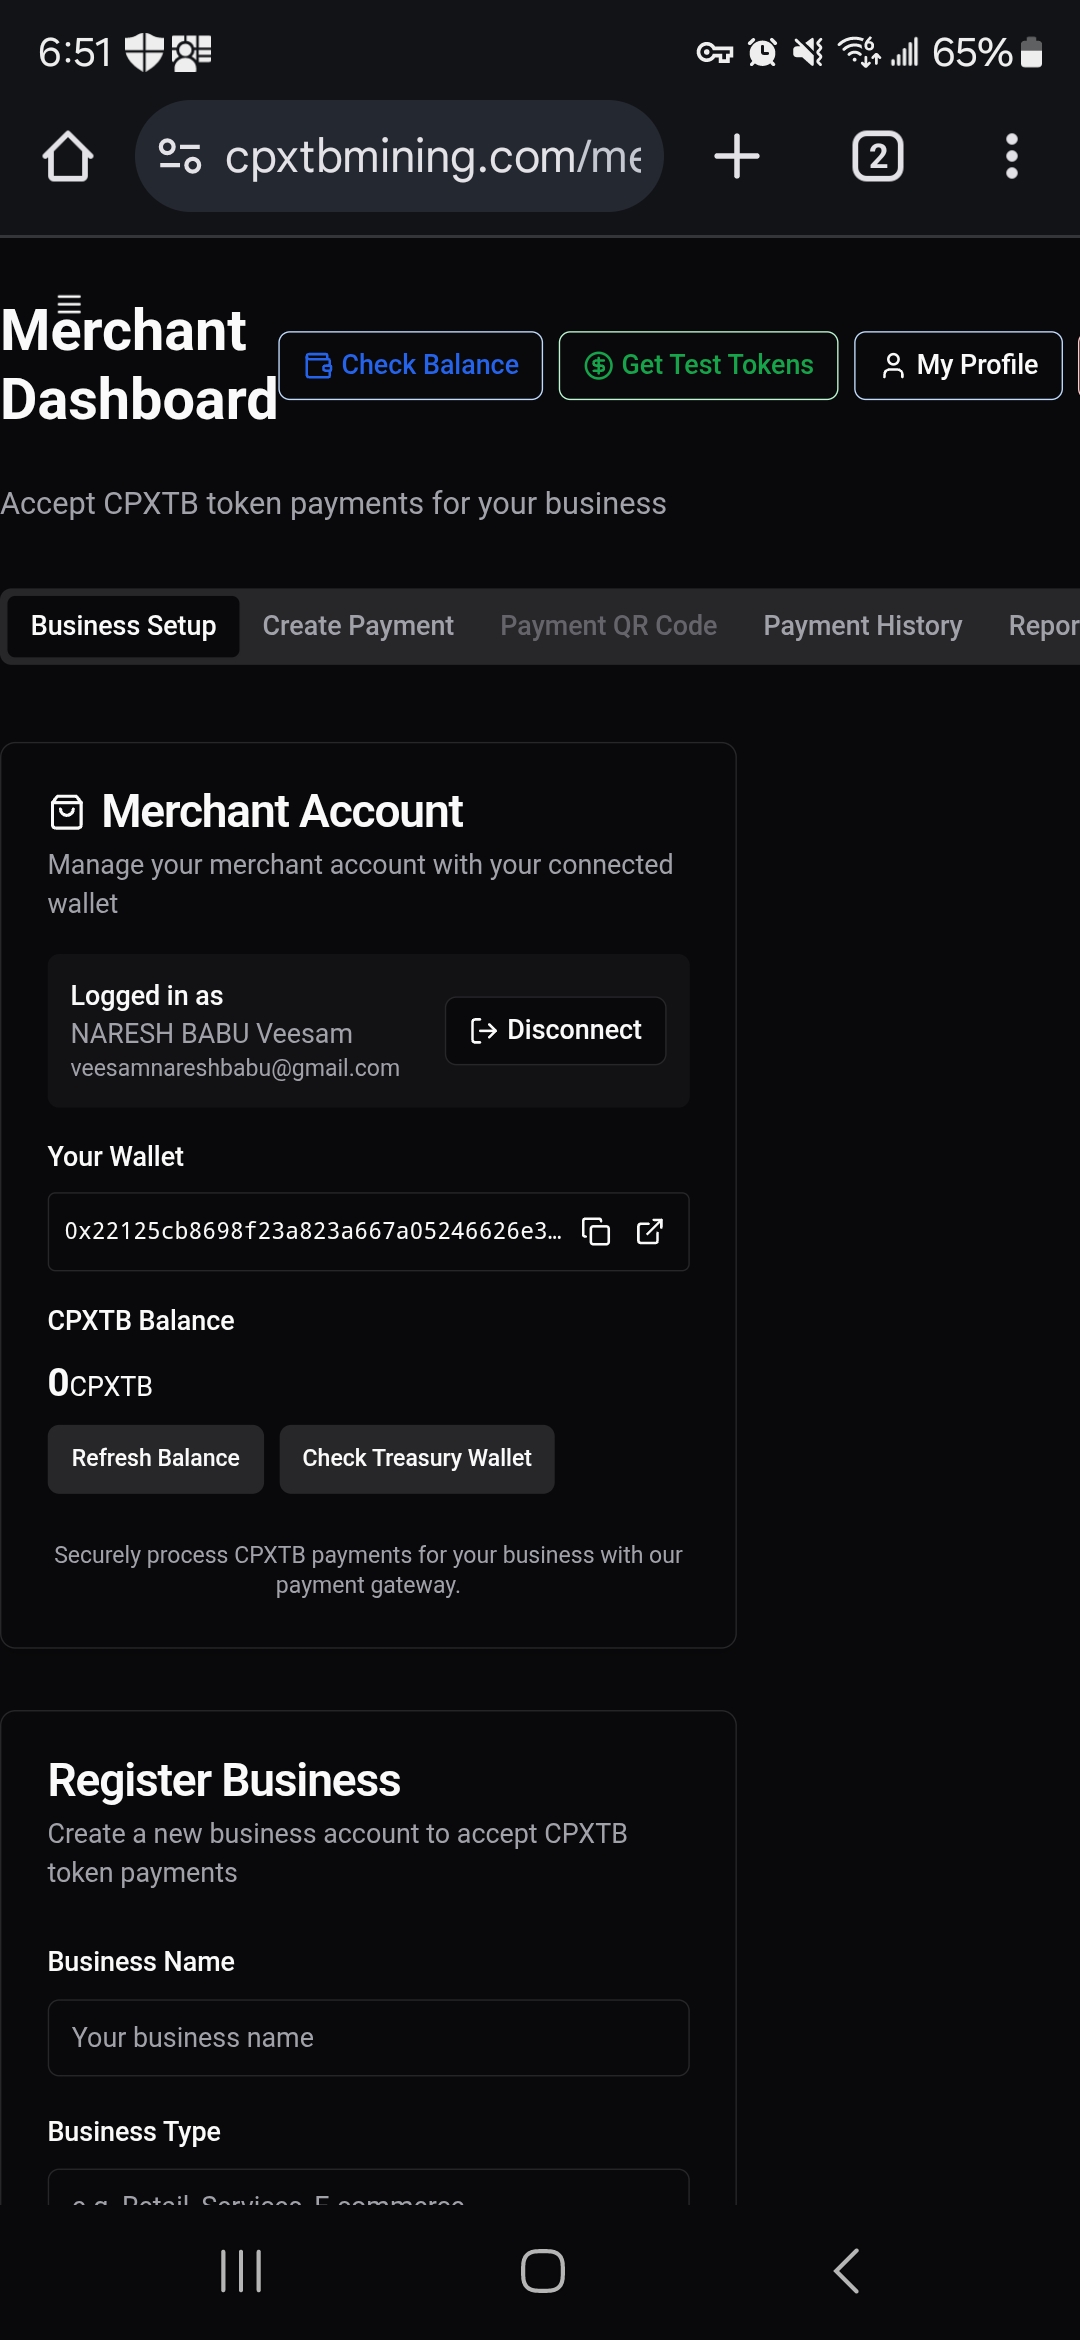 6:51
65%
cpxtbmining.com/me
2
Merchant
Dashboard
Check Balance
Get Test Tokens
My Profile
Accept CPXTB token payments for your business
Business Setup
Create Payment
Payment QR Code
Payment History
Repor
Merchant Account
Manage your merchant account with your connected
wallet
Logged in as
NARESH BABU Veesam
veesamnareshbabu@gmail.com
Disconnect
Your Wallet
0x22125cb8698f23a823a667a05246626e3...
CPXTB Balance
0CPXTB
Refresh Balance
Check Treasury Wallet
Securely process CPXTB payments for your business with our
payment gateway.
Register Business
Create a new business account to accept CPXTB
token payments
Business Name
Your business name
Business Type
e.g. Retail, Services, E-commerce